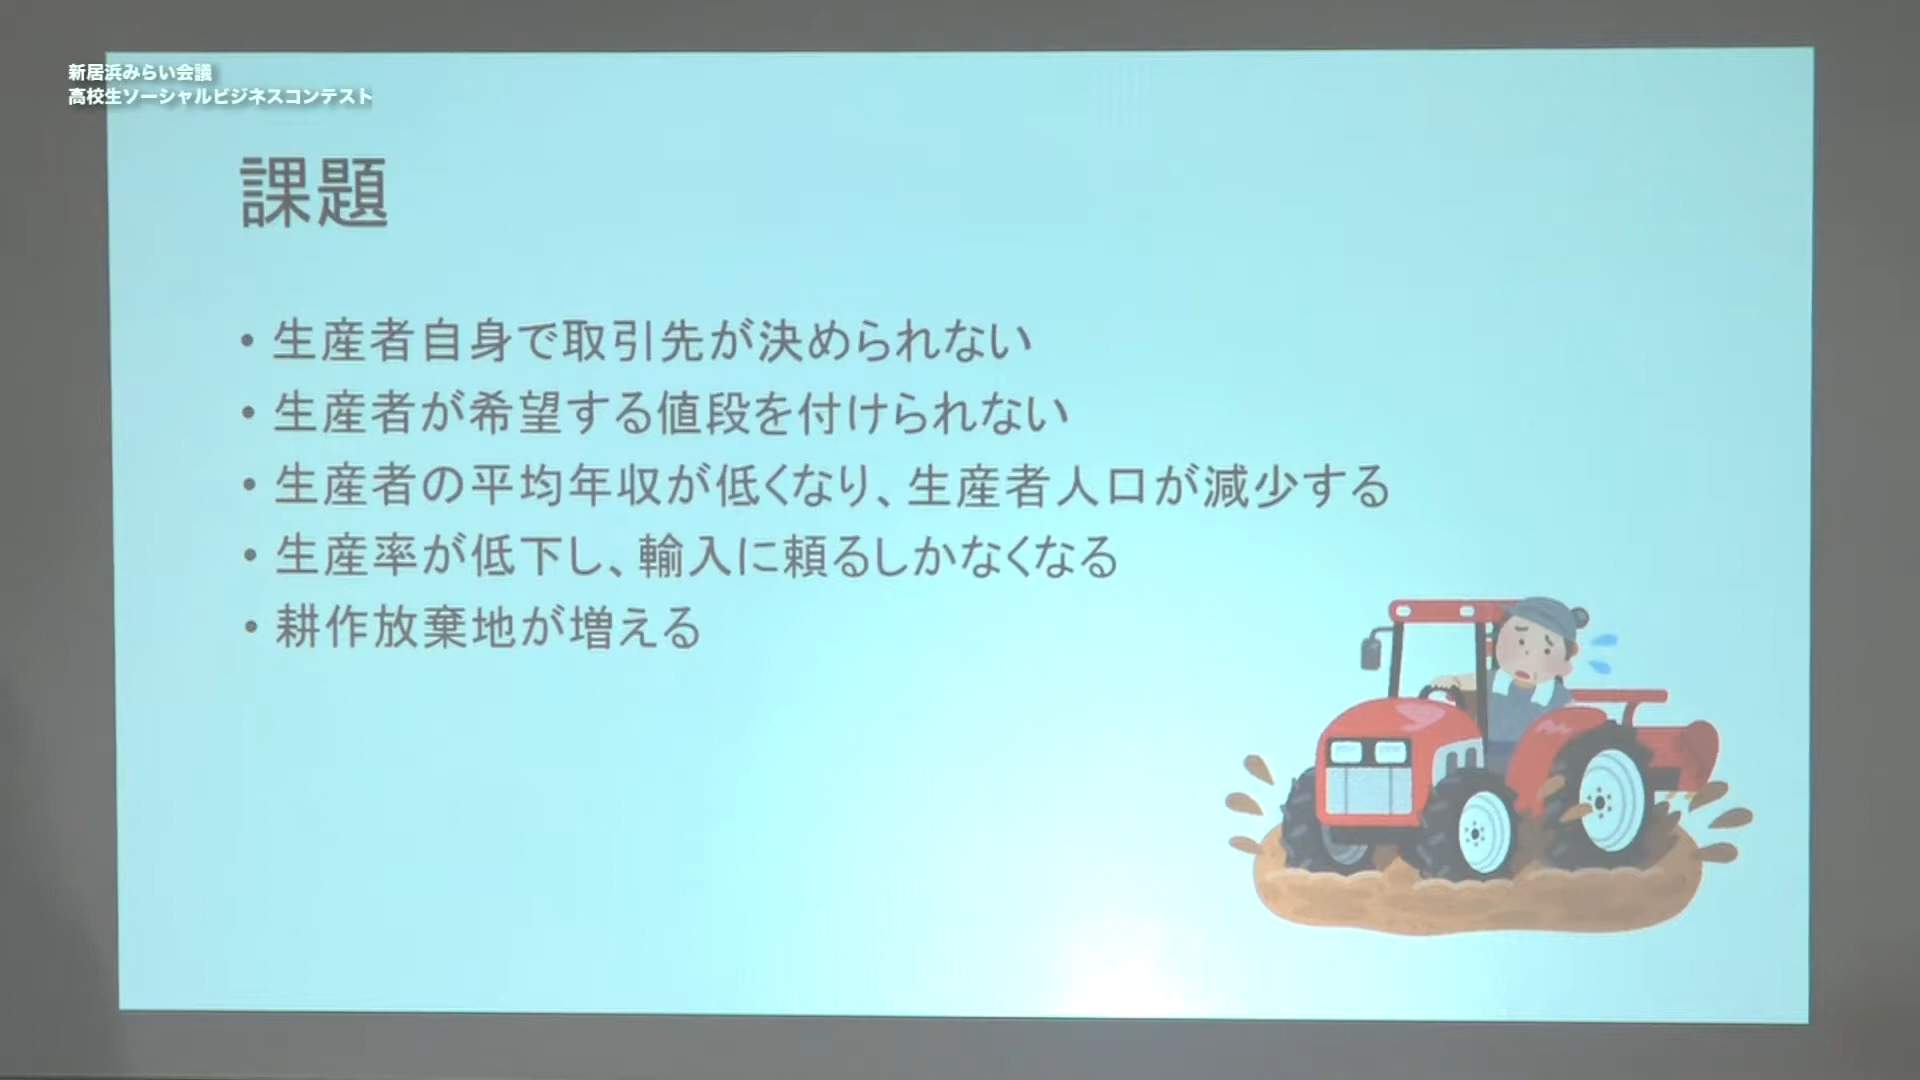 新居浜みらい会議
高校生ソーシャルビジネスコンテスト
課題
• 生産者自身で取引先が決められない
• 生産者が希望する値段を付けられない
• 生産者の平均年収が低くなり、生産者人口が減少する
• 生産率が低下し、輸入に頼るしかなくなる
• 耕作放棄地が増える